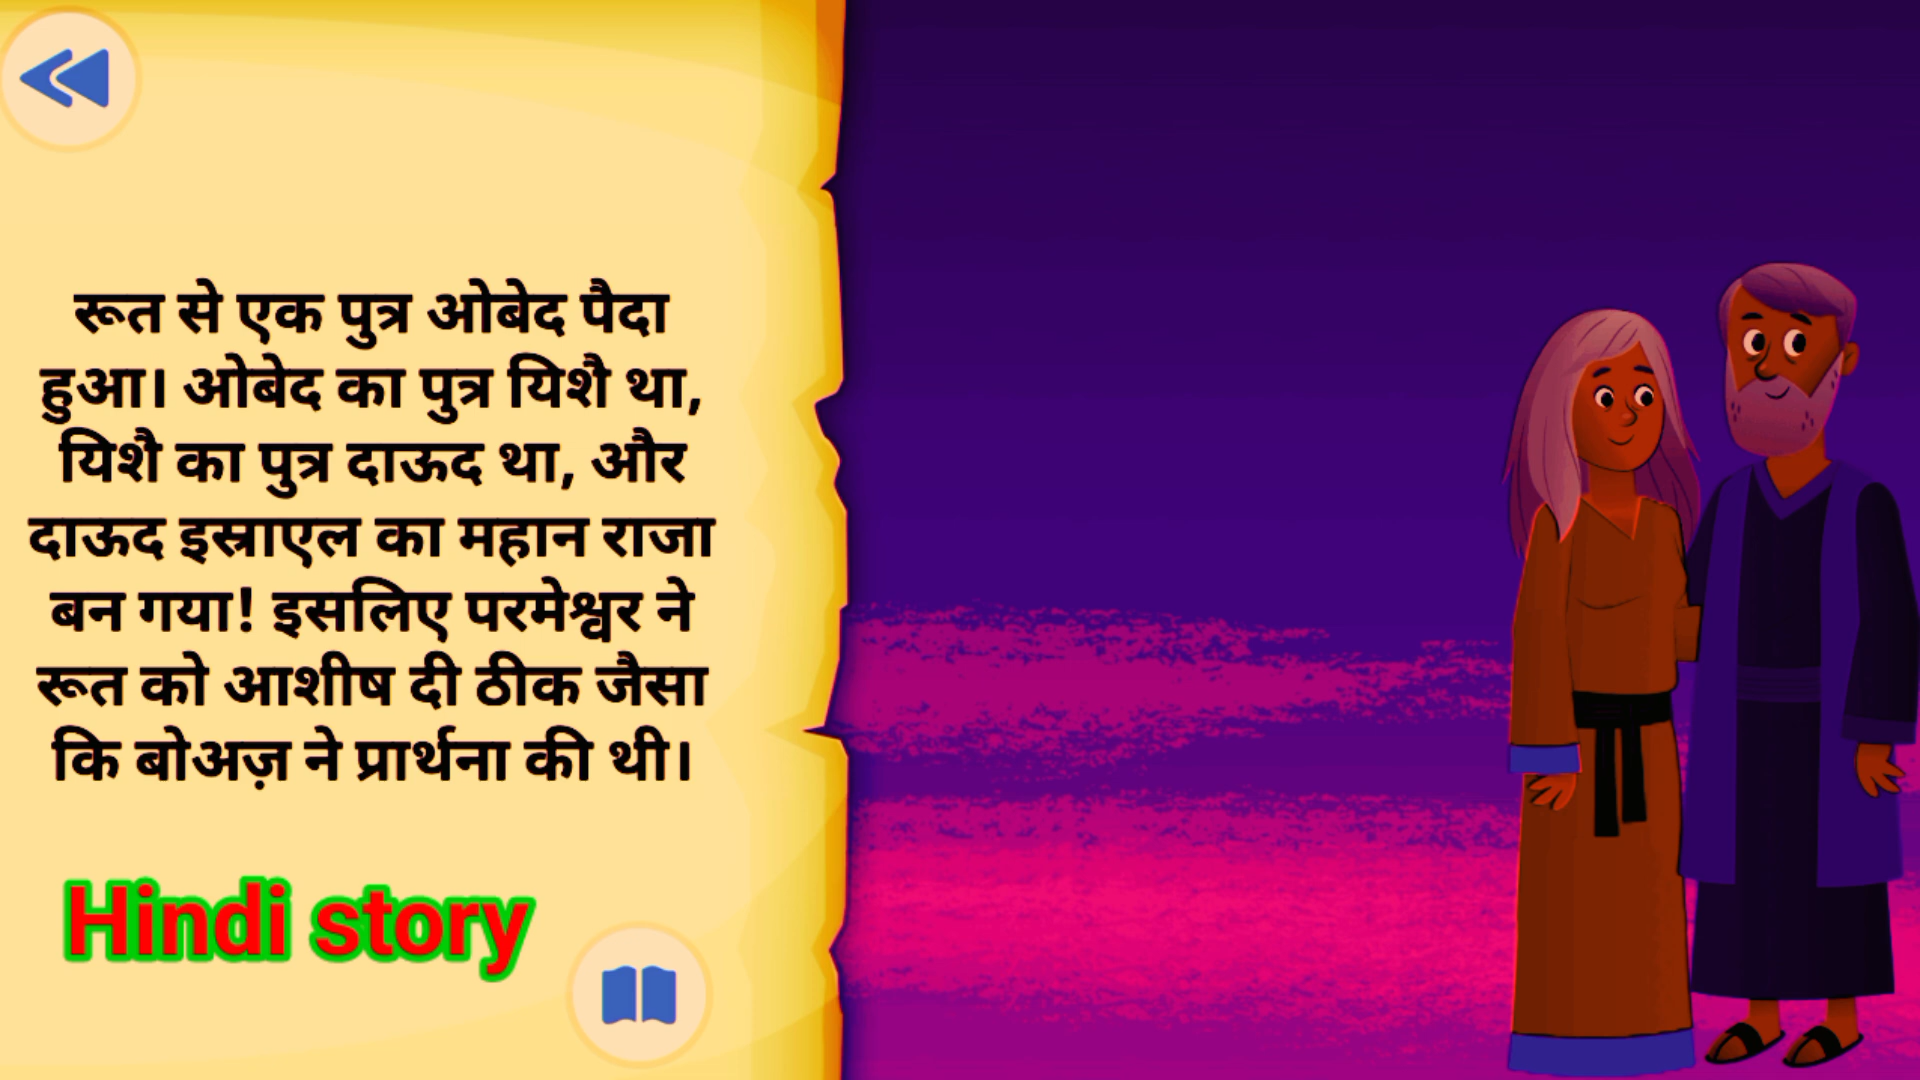 रूत से एक पुत्र ओबेद पैदा
हुआ। ओबेद का पुत्र यिशै था,
यिशै का पुत्र दाऊद था, और
दाऊद इस्राएल का महान राजा
बन गया! इसलिए परमेश्वर ने
रूत को आशीष दी ठीक जैसा
कि बोअज़ ने प्रार्थना की थी।
Hindi story